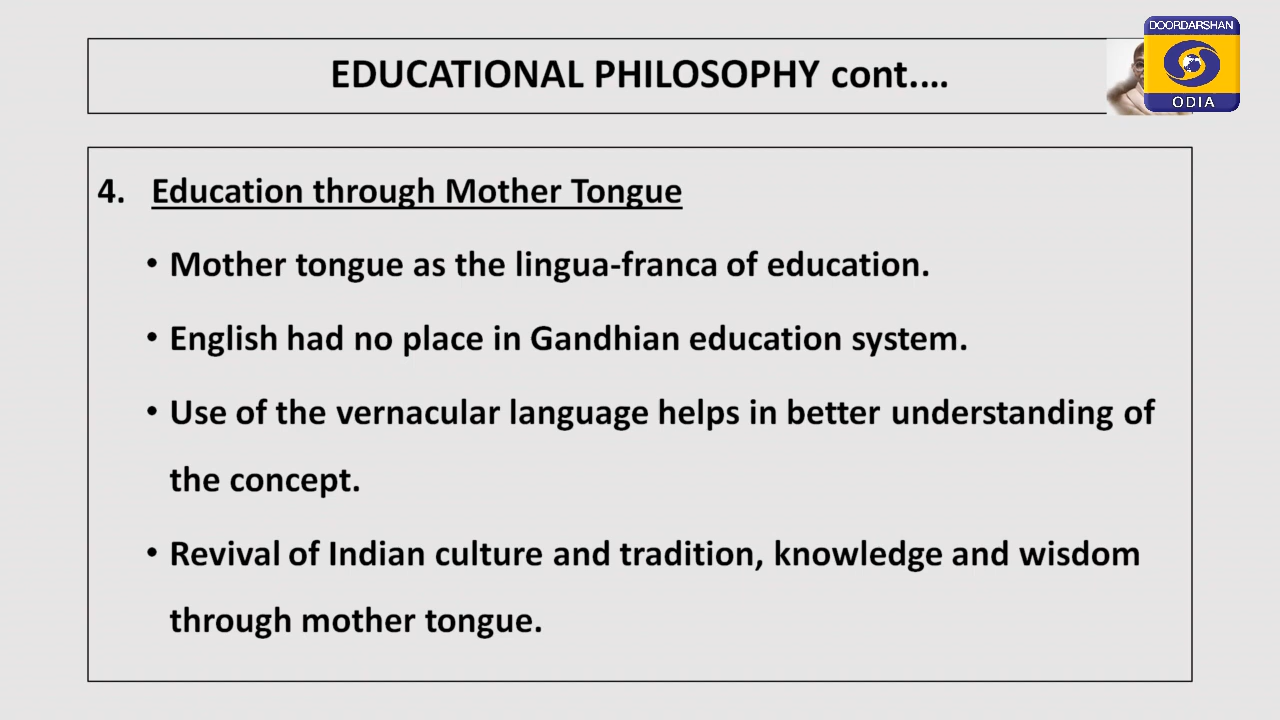 DOORDARSHAN
ODIA
EDUCATIONAL PHILOSOPHY cont....
4. Education through Mother Tongue
• Mother tongue as the lingua-franca of education.
• English had no place in Gandhian education system.
• Use of the vernacular language helps in better understanding of
the concept.
• Revival of Indian culture and tradition, knowledge and wisdom
through mother tongue.